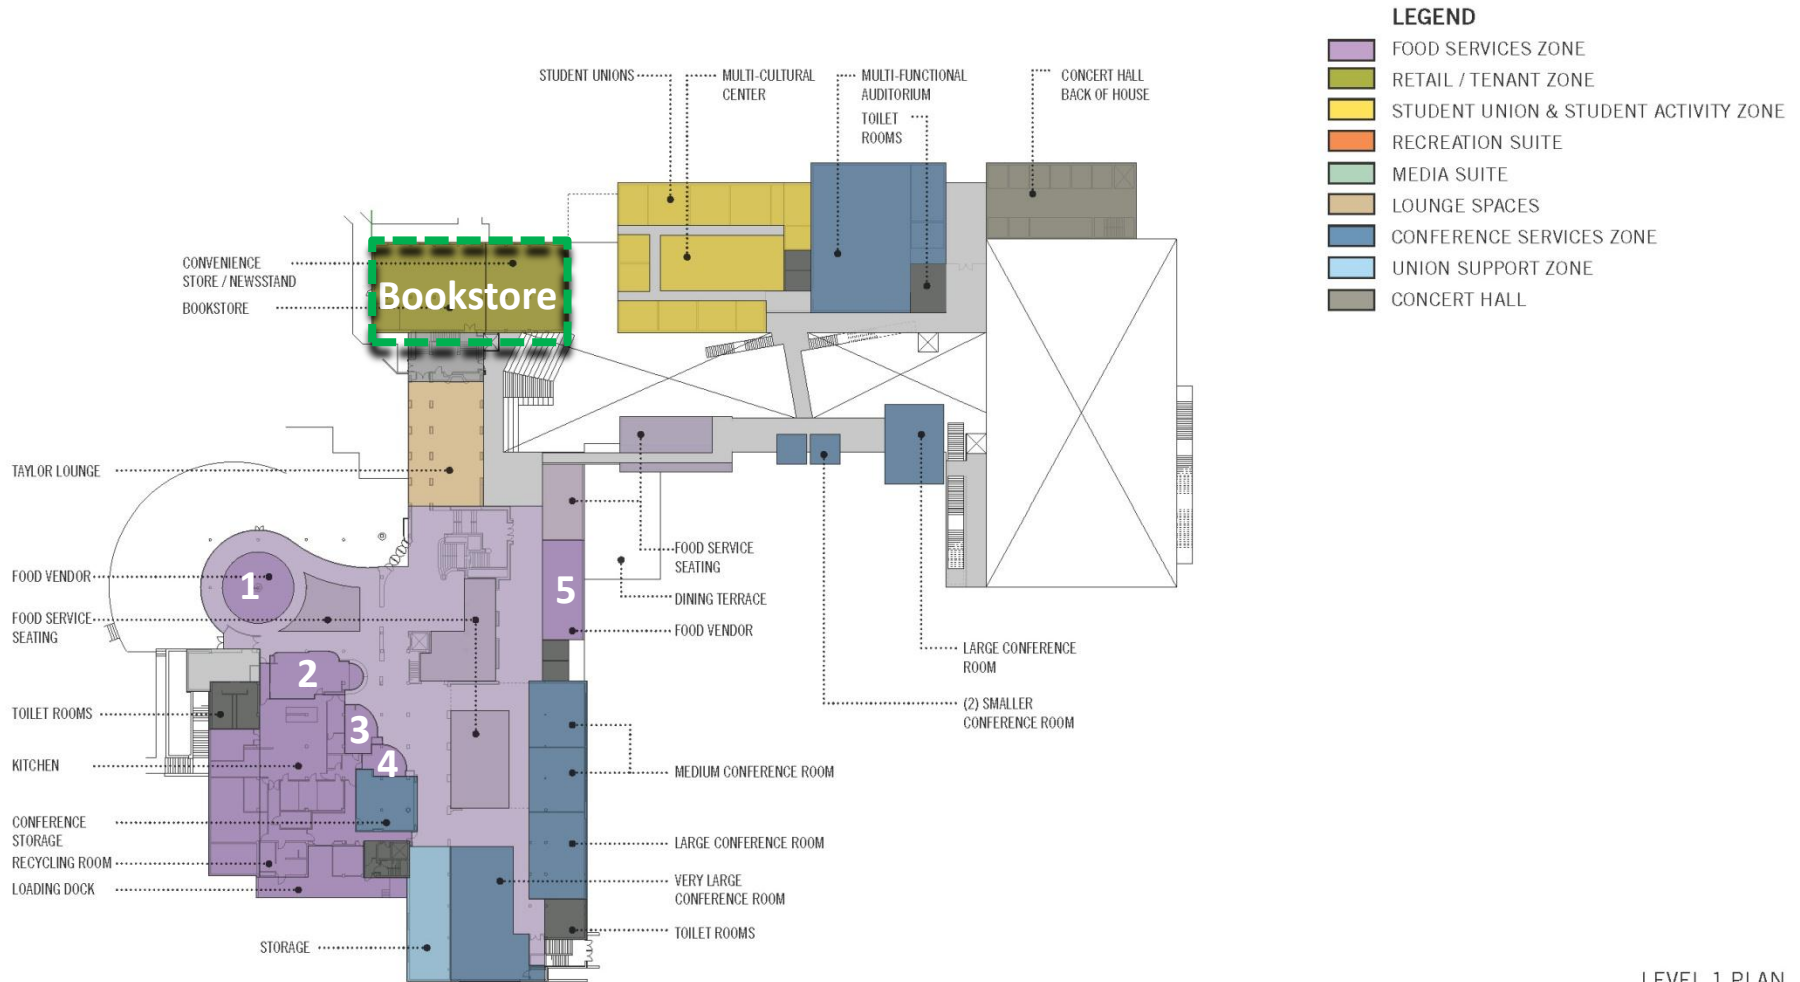 LEGEND
FOOD SERVICES ZONE
RETAIL / TENANT ZONE
STUDENT UNION & STUDENT ACTIVITY ZONE
RECREATION SUITE
MEDIA SUITE
LOUNGE SPACES
CONFERENCE SERVICES ZONE
UNION SUPPORT ZONE
CONCERT HALL
STUDENT UNIONS
MULTI-CULTURAL
CENTER
MULTI-FUNCTIONAL
AUDITORIUM
TOILET
ROOMS
CONCERT HALL
BACK OF HOUSE
CONVENIENCE
STORE / NEWSSTAND
BOOKSTORE
Bookstore
TAYLOR LOUNGE
FOOD VENDOR
FOOD SERVICE
SEATING
TOILET ROOMS
KITCHEN
CONFERENCE
STORAGE
RECYCLING ROOM
LOADING DOCK
STORAGE
1
2
3
4
5
FOOD SERVICE
SEATING
DINING TERRACE
FOOD VENDOR
MEDIUM CONFERENCE ROOM
LARGE CONFERENCE ROOM
VERY LARGE
CONFERENCE ROOM
TOILET ROOMS
LARGE CONFERENCE
ROOM
(2) SMALLER
CONFERENCE ROOM
LEVEL 1 PLAN